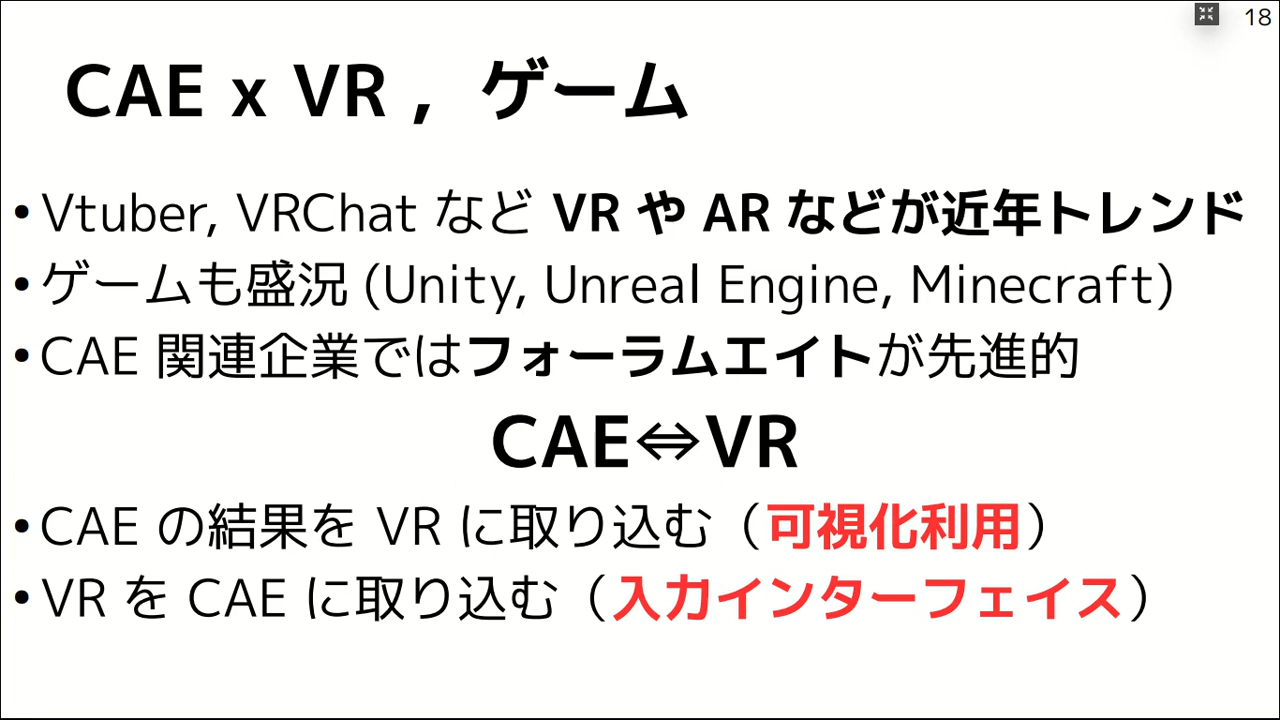 18
CAE x VR , ゲーム
•Vtuber, VRChat など VR や AR などが近年トレンド
•ゲームも盛況 (Unity, Unreal Engine, Minecraft)
•CAE 関連企業ではフォーラムエイトが先進的
CAE⇔VR
•CAE の結果を VR に取り込む（可視化利用）
•VR を CAE に取り込む（入力インターフェイス）